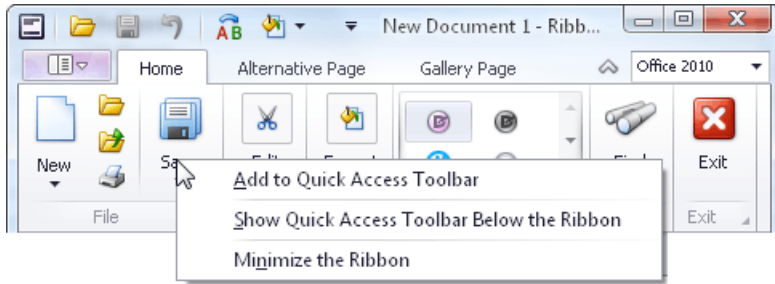 New Document 1 - Ribb...
Home Alternative Page Gallery Page Office 2010
New Exit
Add to Quick Access Toolbar
Show Quick Access Toolbar Below the Ribbon
File Exit
Minimize the Ribbon